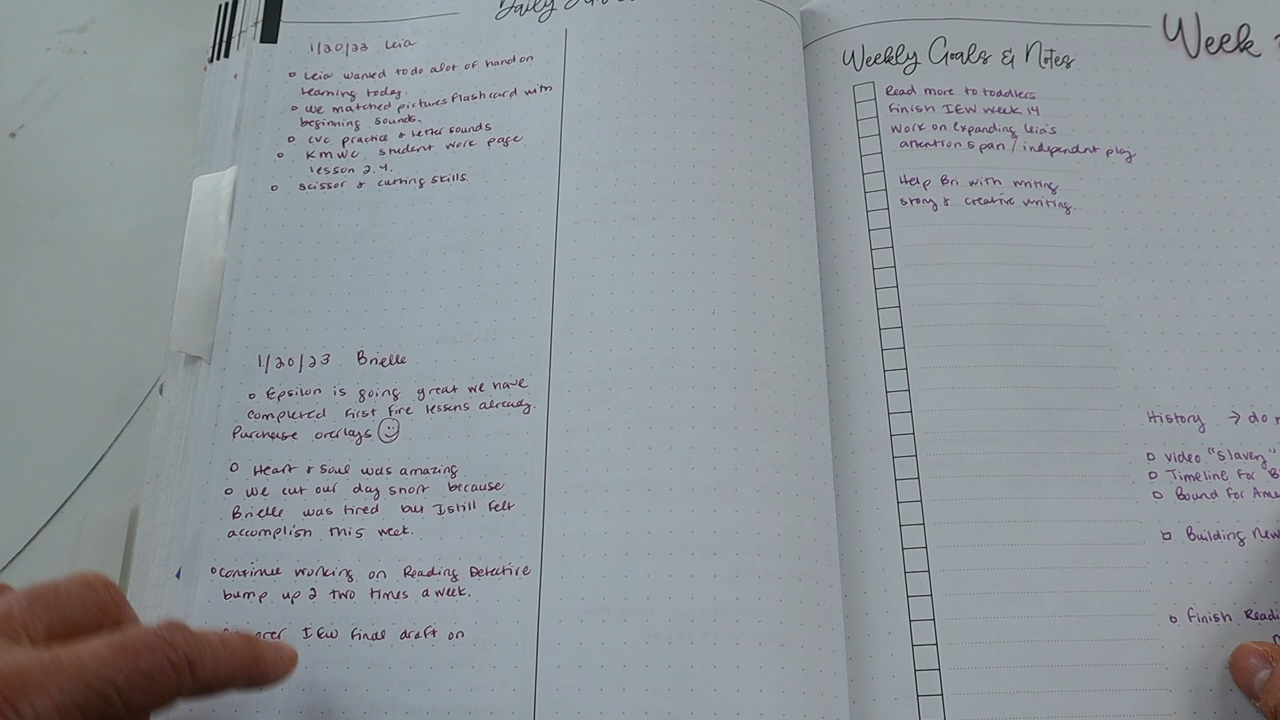 Daily
1/20/23 Leia
o Leia wanted to do alot of hand on
learning today.
o we matched pictures flashcard with
beginning sounds.
o CVC practice & letter sounds
o KMWC student work page
lesson 2.4.
o scissor & cutting skills
1/20/23 Brielle
o Epsilon is going great we have
completed first five lessons already.
Purchase overlays
o Heart & Soul was amazing
o we cut our day short because
Brielle was tired but I still felt
accomplish this week.
o continue working on Reading Detective
bump up 2 two times a week.
IEW final draft on
Week
Weekly Goals & Notes
Read more to toddlers
Finish IEW week 14
work on expanding Leia's
attention span / independnt play
Help Bri with writing
story & creative writing.
History → do
Video "Slavery"
Timeline for
Bound for
Building New
Finish